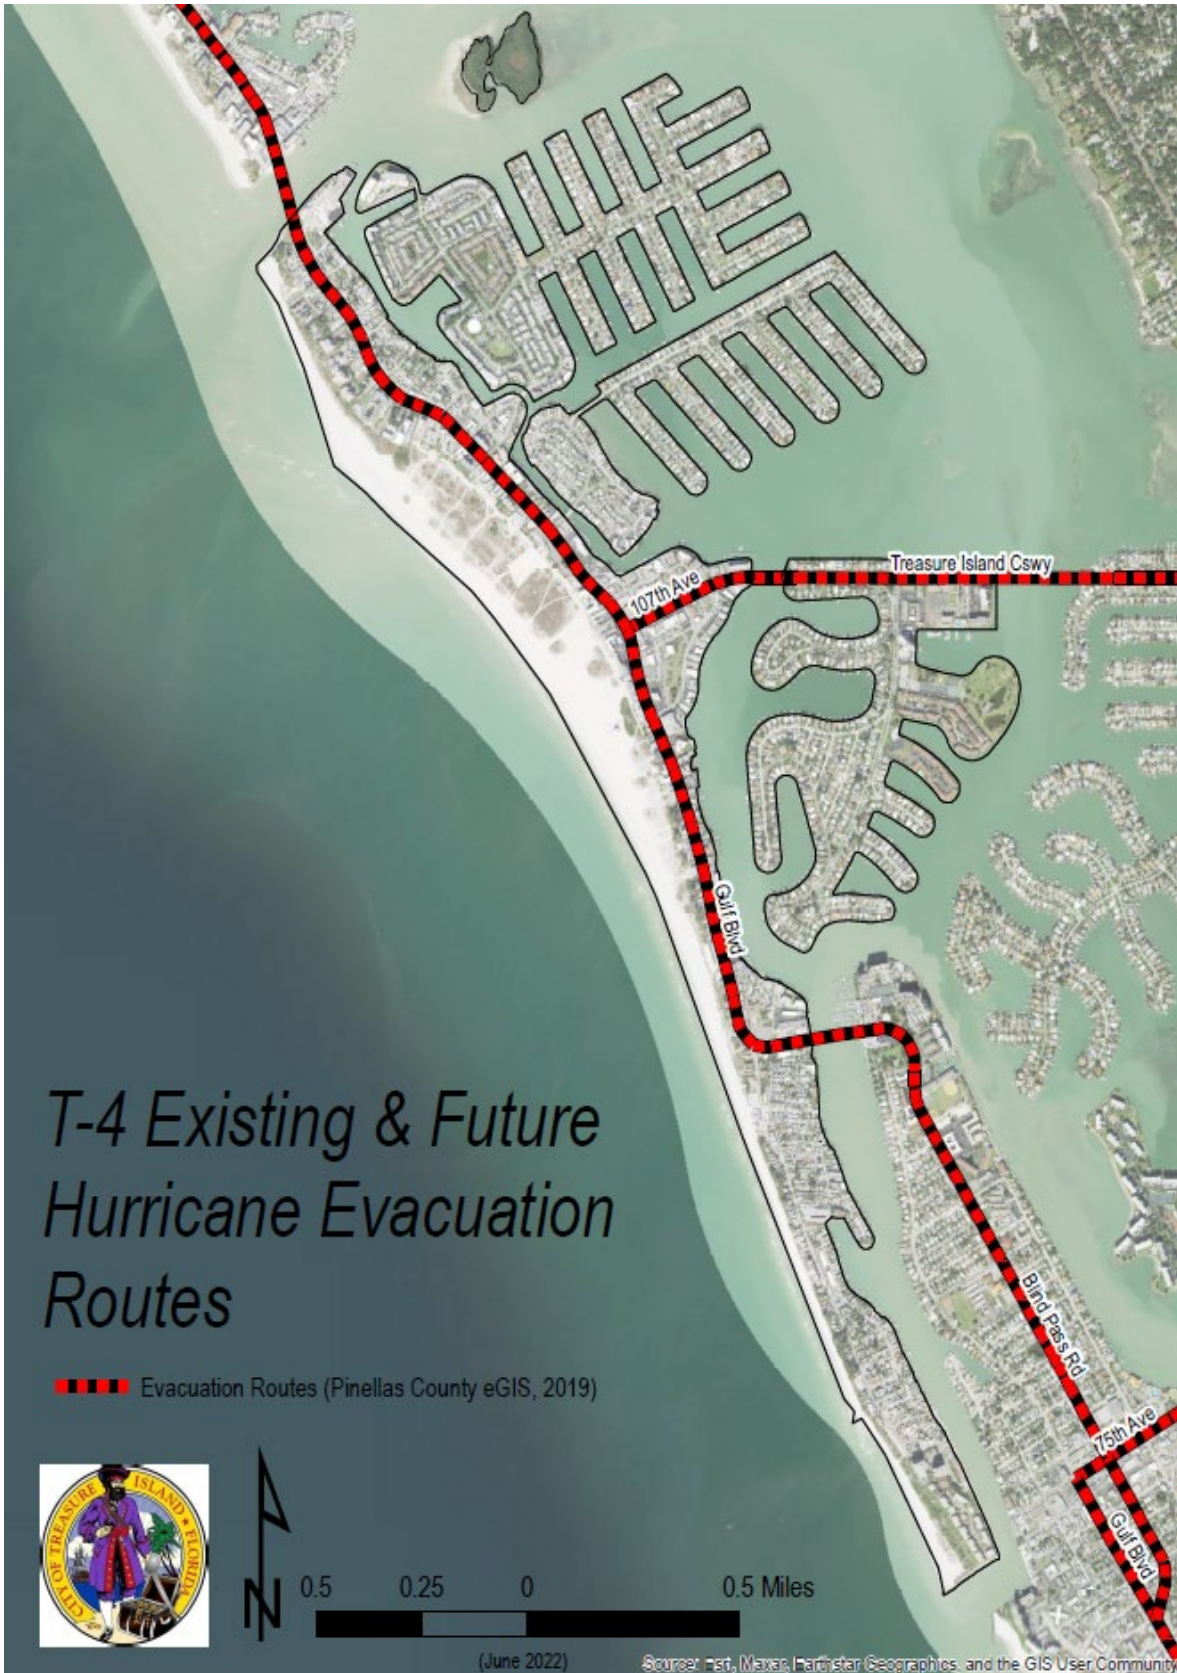 Treasure Island Cswy
107th Ave
Gulf Blvd
T-4 Existing & Future
Hurricane Evacuation
Routes
Blind Pass Rd
Evacuation Routes (Pinellas County eGIS, 2019)
75th Ave
Gulf Blvd
CITY OF TREASURE ISLAND ★ FLORIDA
N
0.5 0.25 0 0.5 Miles
(June 2022)
Source: Esri, Maxar, Earthstar Geographics, and the GIS User Community